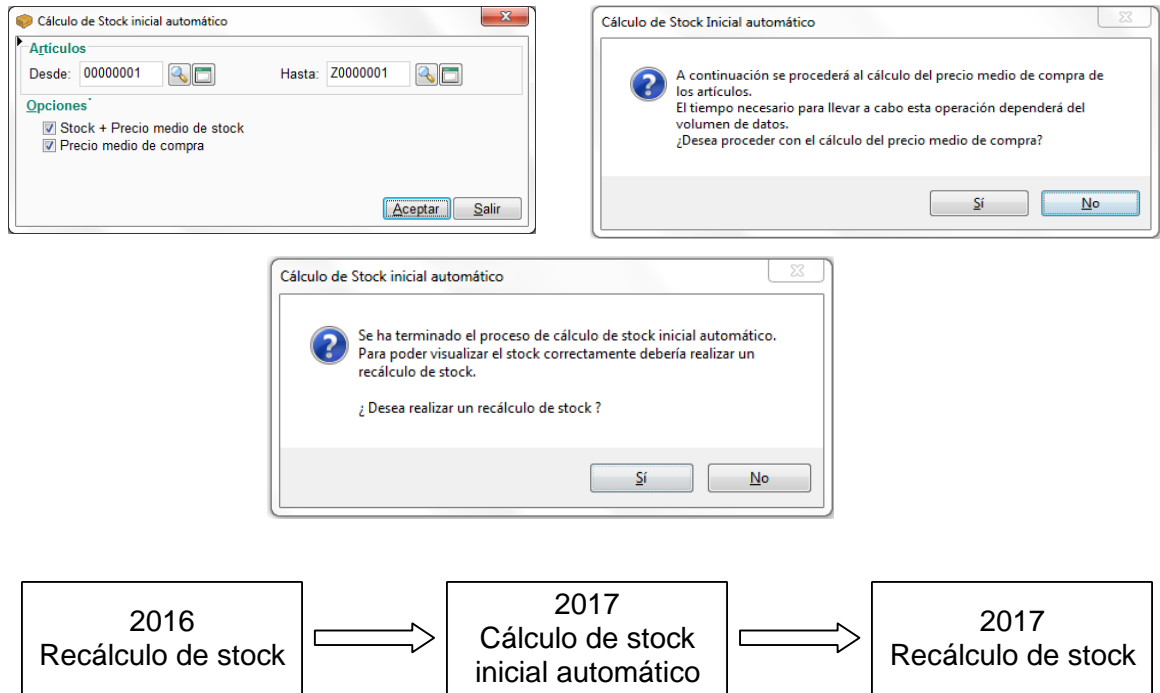 Cálculo de Stock inicial automático
Artículos
Desde: 00000001 Hasta: Z0000001
Opciones
Stock + Precio medio de stock
Precio medio de compra
Aceptar Salir
Cálculo de Stock Inicial automático
A continuación se procederá al cálculo del precio medio de compra de
los artículos.
El tiempo necesario para llevar a cabo esta operación dependerá del
volumen de datos.
¿Desea proceder con el cálculo del precio medio de compra?
Sí No
Cálculo de Stock inicial automático
Se ha terminado el proceso de cálculo de stock inicial automático.
Para poder visualizar el stock correctamente debería realizar un
recálculo de stock.
¿ Desea realizar un recálculo de stock ?
Sí No
2016
Recálculo de stock
2017
Cálculo de stock
inicial automático
2017
Recálculo de stock